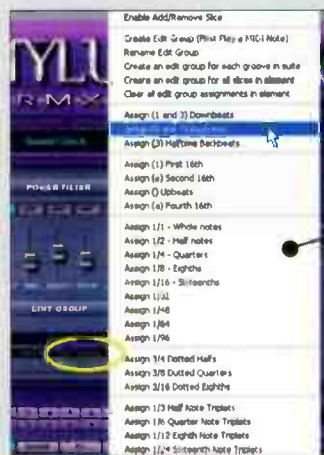 Enable Add/Remove Slice
Create Edit Group (First Play a MIDI Note)
Rename Edit Group
Create an edit group for each groove in suite
Create an edit group for all slices in element
Clear all edit group assignments in element
Assign (1 and 3) Downbeats
Assign (3) Halftime Backbeats
Assign (1) First 16th
Assign (e) Second 16th
Assign () Upbeats
Assign (a) Fourth 16th
Assign 1/1 - Whole notes
Assign 1/2 - Half notes
Assign 1/4 - Quarters
Assign 1/8 - Eighths
Assign 1/16 - Sixteenths
Assign 1/32
Assign 1/48
Assign 1/64
Assign 1/96
Assign 3/4 Dotted Halfs
Assign 3/8 Dotted Quarters
Assign 3/16 Dotted Eighths
Assign 1/3 Half Note Triplets
Assign 1/6 Quarter Note Triplets
Assign 1/12 Eighth Note Triplets
Assign 1/24 Sixteenth Note Triplets
TYLU
R·M·X
POWER FILTER
EDIT GROUP